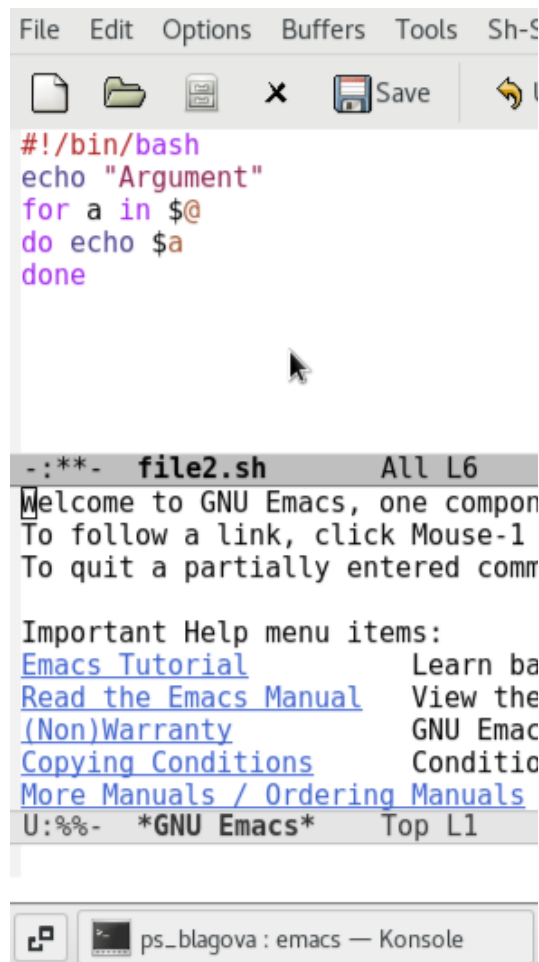 File Edit Options Buffers Tools Sh-S
Save
#!/bin/bash
echo "Argument"
for a in $@
do echo $a
done
-:**- file2.sh All L6
Welcome to GNU Emacs, one compon
To follow a link, click Mouse-1
To quit a partially entered comm
Important Help menu items:
Emacs Tutorial Learn ba
Read the Emacs Manual View the
(Non)Warranty GNU Emac
Copying Conditions Conditio
More Manuals / Ordering Manuals
U:%%- *GNU Emacs* Top L1
ps_blagova : emacs — Konsole